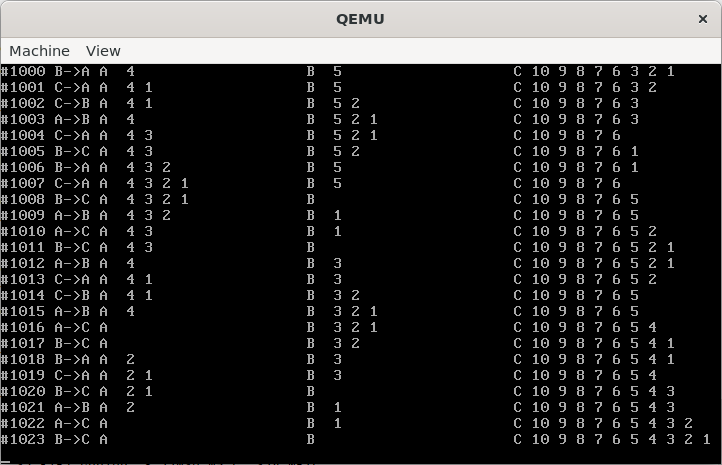 QEMU
Machine View
#1000 B->A A 4 B 5 C 10 9 8 7 6 3 2 1
#1001 C->A A 4 1 B 5 C 10 9 8 7 6 3 2
#1002 C->B A 4 1 B 5 2 C 10 9 8 7 6 3
#1003 A->B A 4 B 5 2 1 C 10 9 8 7 6 3
#1004 C->A A 4 3 B 5 2 1 C 10 9 8 7 6
#1005 B->C A 4 3 B 5 2 C 10 9 8 7 6 1
#1006 B->A A 4 3 2 B 5 C 10 9 8 7 6 1
#1007 C->A A 4 3 2 1 B 5 C 10 9 8 7 6
#1008 B->C A 4 3 2 1 B C 10 9 8 7 6 5
#1009 A->B A 4 3 2 B 1 C 10 9 8 7 6 5
#1010 A->C A 4 3 B 1 C 10 9 8 7 6 5 2
#1011 B->C A 4 3 B C 10 9 8 7 6 5 2 1
#1012 A->B A 4 B 3 C 10 9 8 7 6 5 2 1
#1013 C->A A 4 1 B 3 C 10 9 8 7 6 5 2
#1014 C->B A 4 1 B 3 2 C 10 9 8 7 6 5
#1015 A->B A 4 B 3 2 1 C 10 9 8 7 6 5
#1016 A->C A B 3 2 1 C 10 9 8 7 6 5 4
#1017 B->C A B 3 2 C 10 9 8 7 6 5 4 1
#1018 B->A A 2 B 3 C 10 9 8 7 6 5 4 1
#1019 C->A A 2 1 B 3 C 10 9 8 7 6 5 4
#1020 B->C A 2 1 B C 10 9 8 7 6 5 4 3
#1021 A->B A 2 B 1 C 10 9 8 7 6 5 4 3
#1022 A->C A B 1 C 10 9 8 7 6 5 4 3 2
#1023 B->C A B C 10 9 8 7 6 5 4 3 2 1